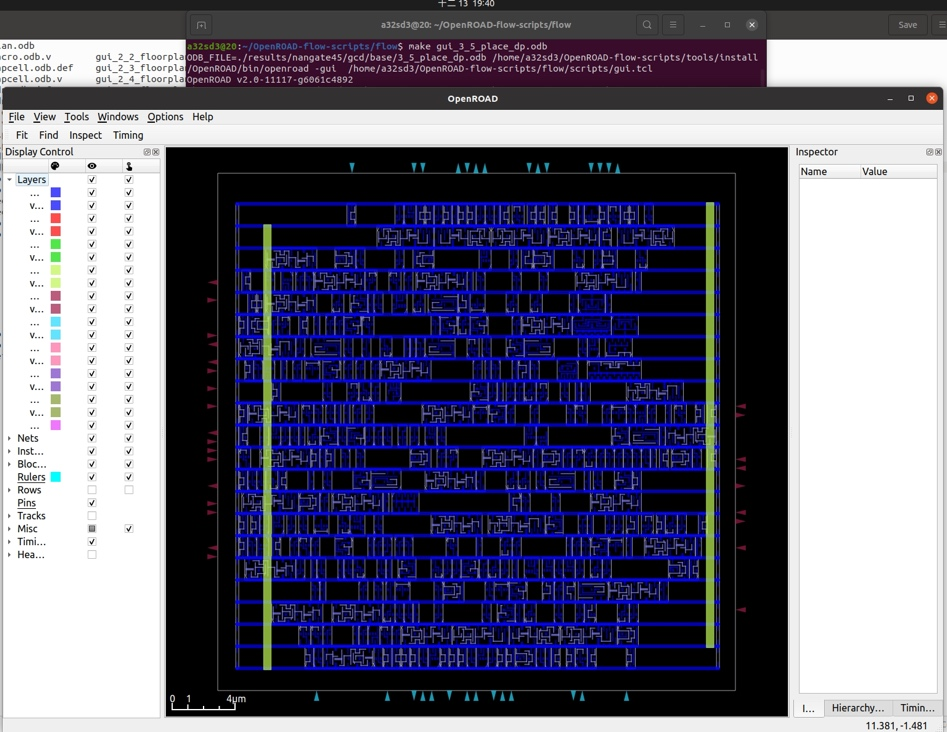 十二 13 19:40
a32sd3@20: ~/OpenROAD-flow-scripts/flow
Save
an.odb
cro.odb.v gui_2_2_floorpla
pcell.odb.def gui_2_3_floorpla
pcell.odb.v gui_2_4_floorpla
a32sd3@20:~/OpenROAD-flow-scripts/flow$ make gui_3_5_place_dp.odb
ODB_FILE=./results/nangate45/gcd/base/3_5_place_dp.odb /home/a32sd3/OpenROAD-flow-scripts/tools/install
/OpenROAD/bin/openroad -gui /home/a32sd3/OpenROAD-flow-scripts/flow/scripts/gui.tcl
OpenROAD v2.0-11117-g6061c4892
OpenROAD
File View Tools Windows Options Help
Fit Find Inspect Timing
Display Control
Layers
...
v...
...
v...
...
v...
...
v...
...
v...
...
v...
...
v...
...
v...
...
v...
...
Nets
Inst...
Bloc...
Rulers
Rows
Pins
Tracks
Misc
Timi...
Hea...
0 1 4μm
Inspector
Name Value
I... Hierarchy... Timin...
11.381, -1.481